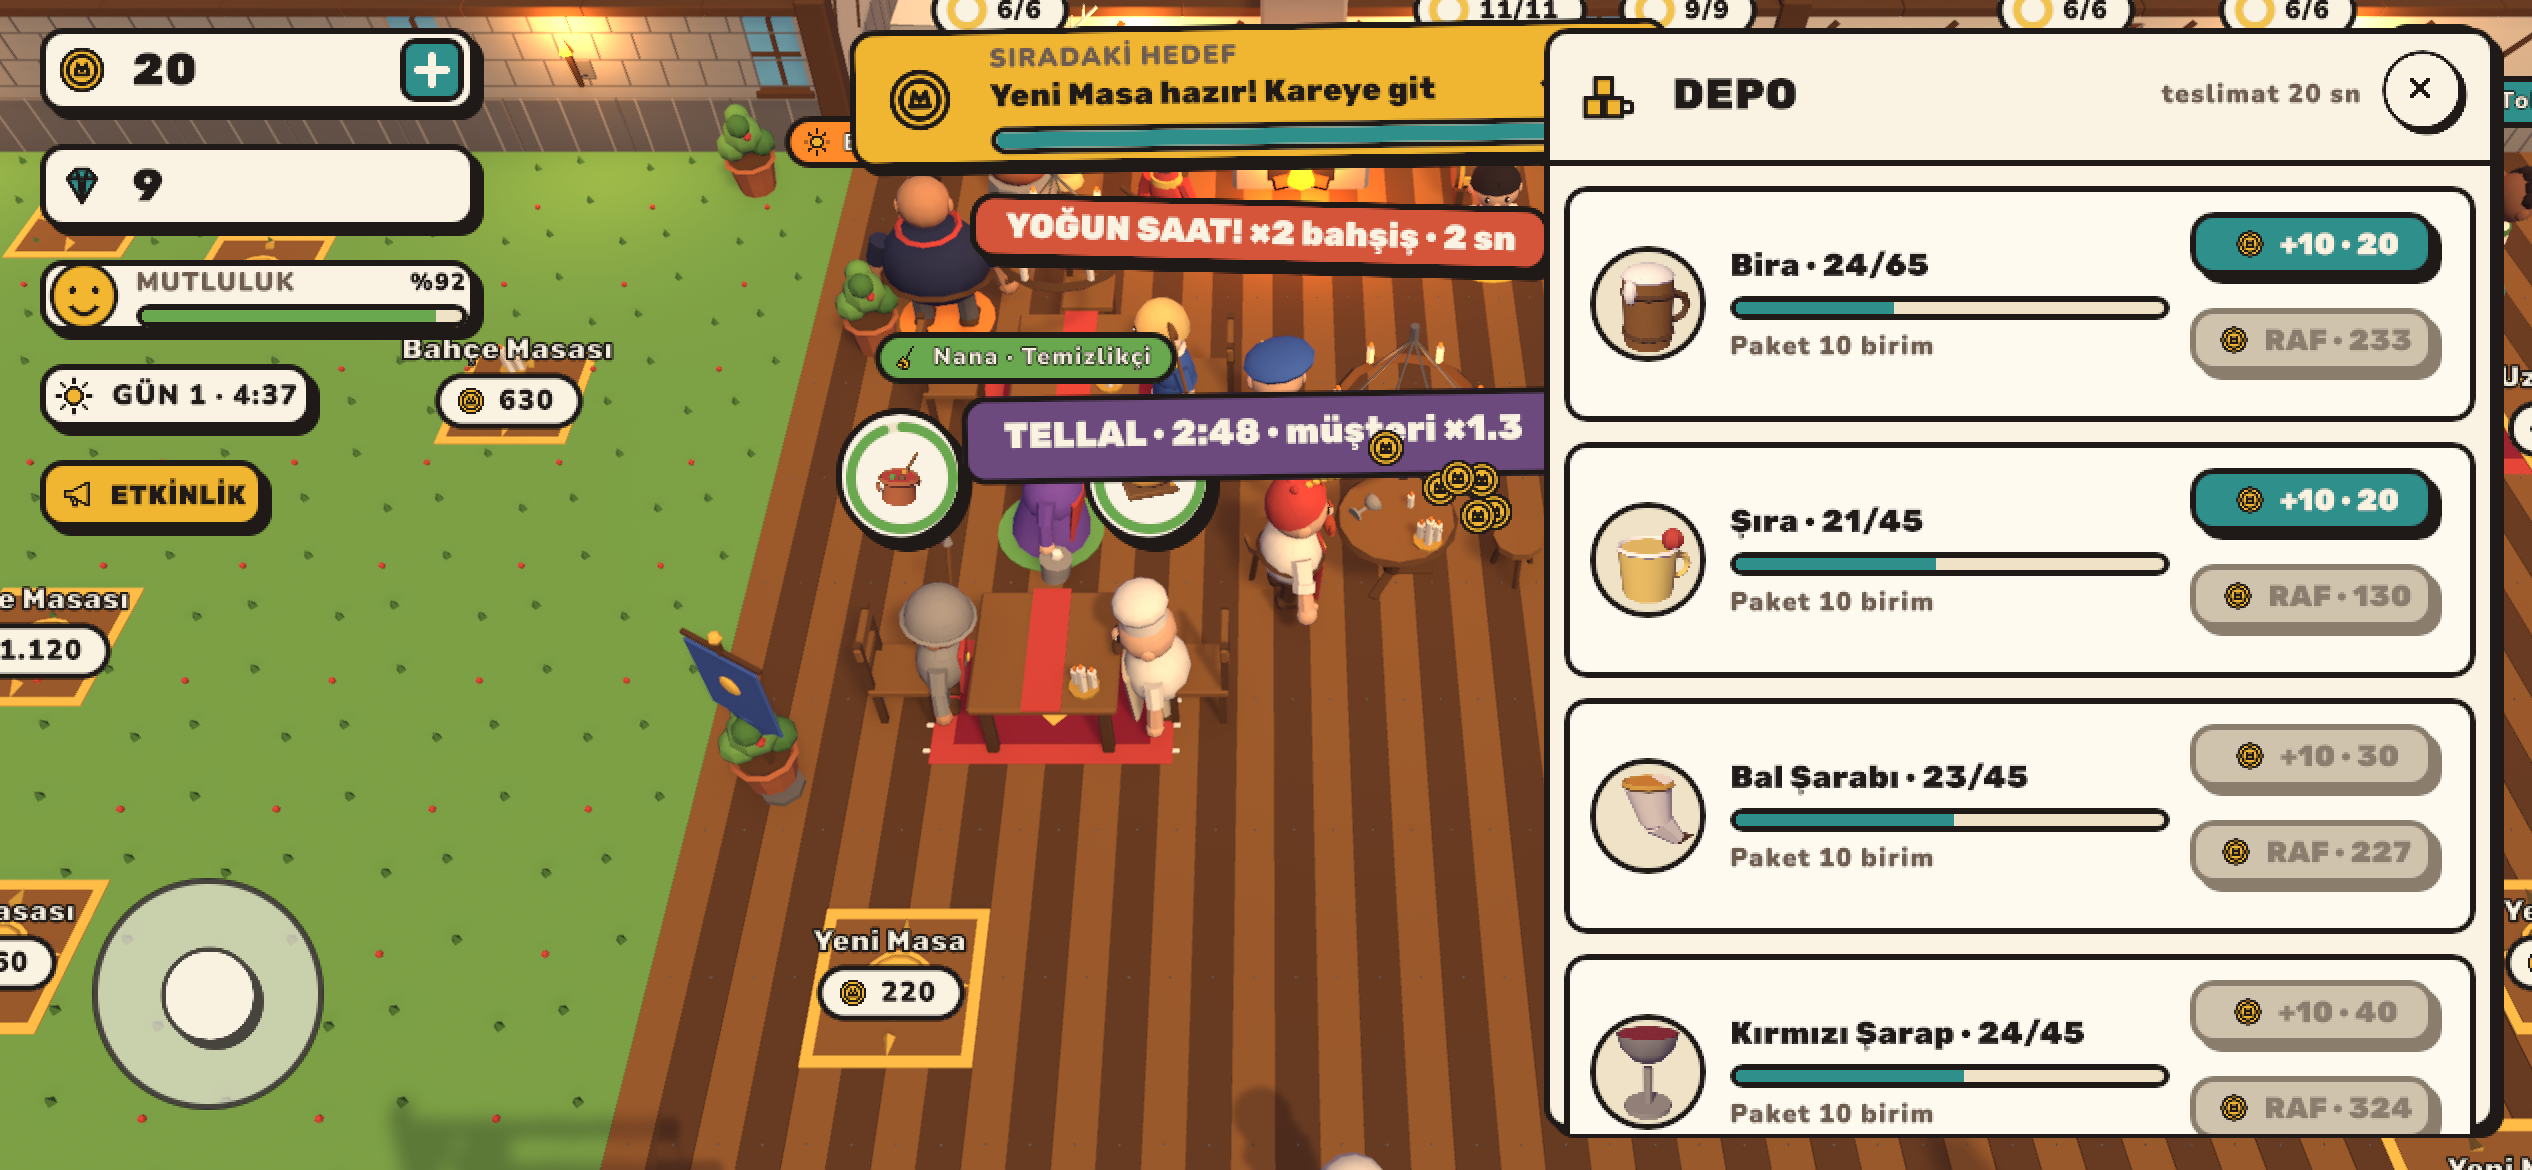 20
9
MUTLULUK %92
GÜN 1 · 4:37
ETKİNLİK
Bahçe Masası
630
e Masası
1.120
asası
60
6/6
11/11
9/9
6/6
6/6
SIRADAKİ HEDEF
Yeni Masa hazır! Kareye git
YOĞUN SAAT! ×2 bahşiş · 2 sn
Nana · Temizlikçi
TELLAL · 2:48 · müşteri ×1.3
Yeni Masa
220
DEPO
teslimat 20 sn
Bira · 24/65
+10 · 20
Paket 10 birim
RAF · 233
Şıra · 21/45
+10 · 20
Paket 10 birim
RAF · 130
Bal Şarabı · 23/45
+10 · 30
Paket 10 birim
RAF · 227
Kırmızı Şarap · 24/45
+10 · 40
Paket 10 birim
RAF · 324